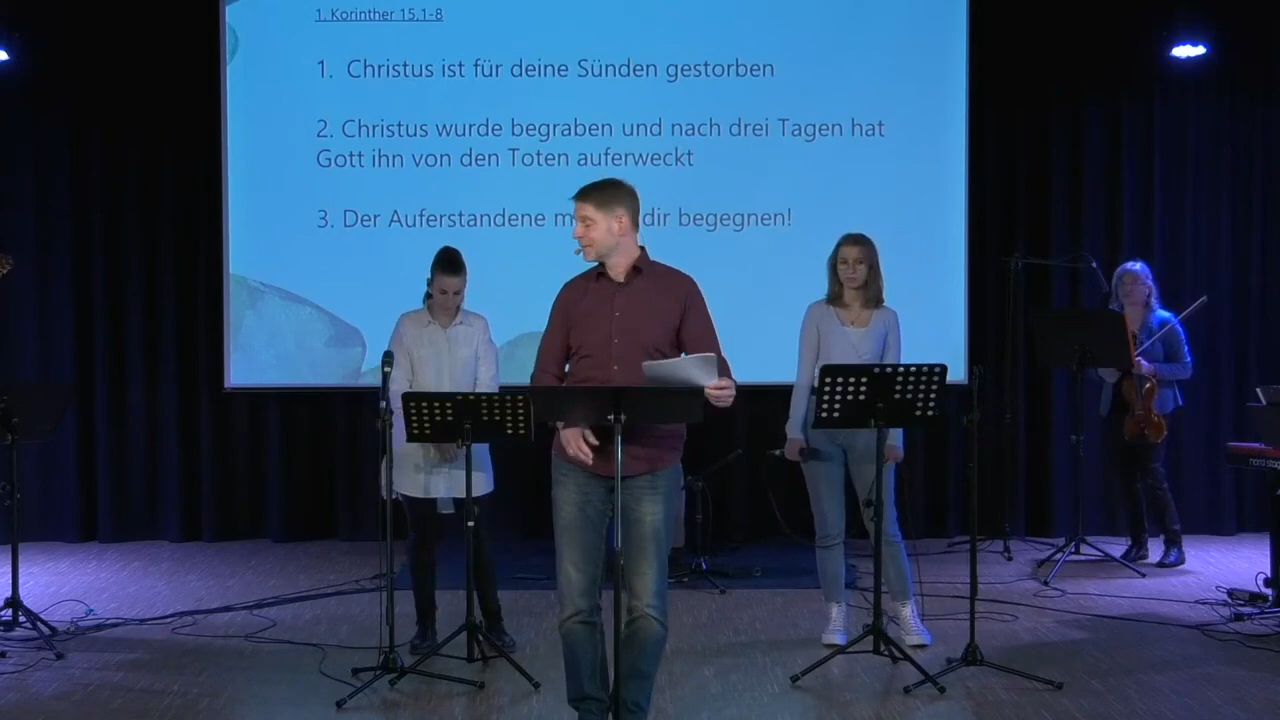 1. Korinther 15.1-8
1. Christus ist für deine Sünden gestorben
2. Christus wurde begraben und nach drei Tagen hat
Gott ihn von den Toten auferweckt
3. Der Auferstandene dir begegnen!
nord